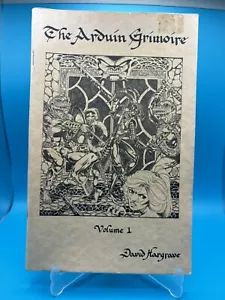 The Arduin Grimoire
Volume 1
David Hargrave